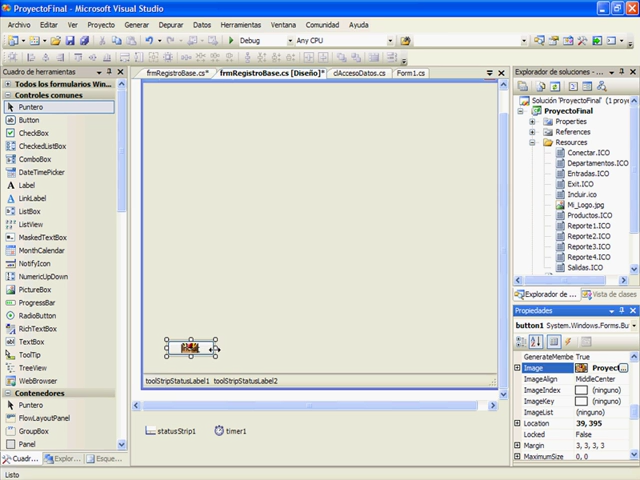 ProyectoFinal - Microsoft Visual Studio
Archivo Editar Ver Proyecto Generar Depurar Datos Herramientas Ventana Comunidad Ayuda
Debug Any CPU
Cuadro de herramientas
Todos los formularios Win...
Controles comunes
Puntero
Button
CheckBox
CheckedListBox
ComboBox
DateTimePicker
Label
LinkLabel
ListBox
ListView
MaskedTextBox
MonthCalendar
NotifyIcon
NumericUpDown
PictureBox
ProgressBar
RadioButton
RichTextBox
TextBox
ToolTip
TreeView
WebBrowser
Contenedores
Puntero
FlowLayoutPanel
GroupBox
Panel
Cuadr... Explor... Esque...
frmRegistroBase.cs* frmRegistroBase.cs [Diseño]* clAccesoDatos.cs Form1.cs
toolStripStatusLabel1 toolStripStatusLabel2
statusStrip1 timer1
Explorador de soluciones - ...
Solución 'ProyectoFinal' (1 proye
ProyectoFinal
Properties
References
Resources
Conectar.ICO
Departamentos.ICO
Entradas.ICO
Exit.ICO
Incluir.ico
Mi_Logo.jpg
Productos.ICO
Reporte1.ICO
Reporte2.ICO
Reporte3.ICO
Reporte4.ICO
Salidas.ICO
Explorador de ... Vista de clases
Propiedades
button1 System.Windows.Forms.Bu
GenerateMembe True
Image Proyect ...
ImageAlign MiddleCenter
ImageIndex (ninguno)
ImageKey (ninguno)
ImageList (ninguno)
Location 39, 395
Locked False
Margin 3, 3, 3, 3
MaximumSize 0, 0
Listo